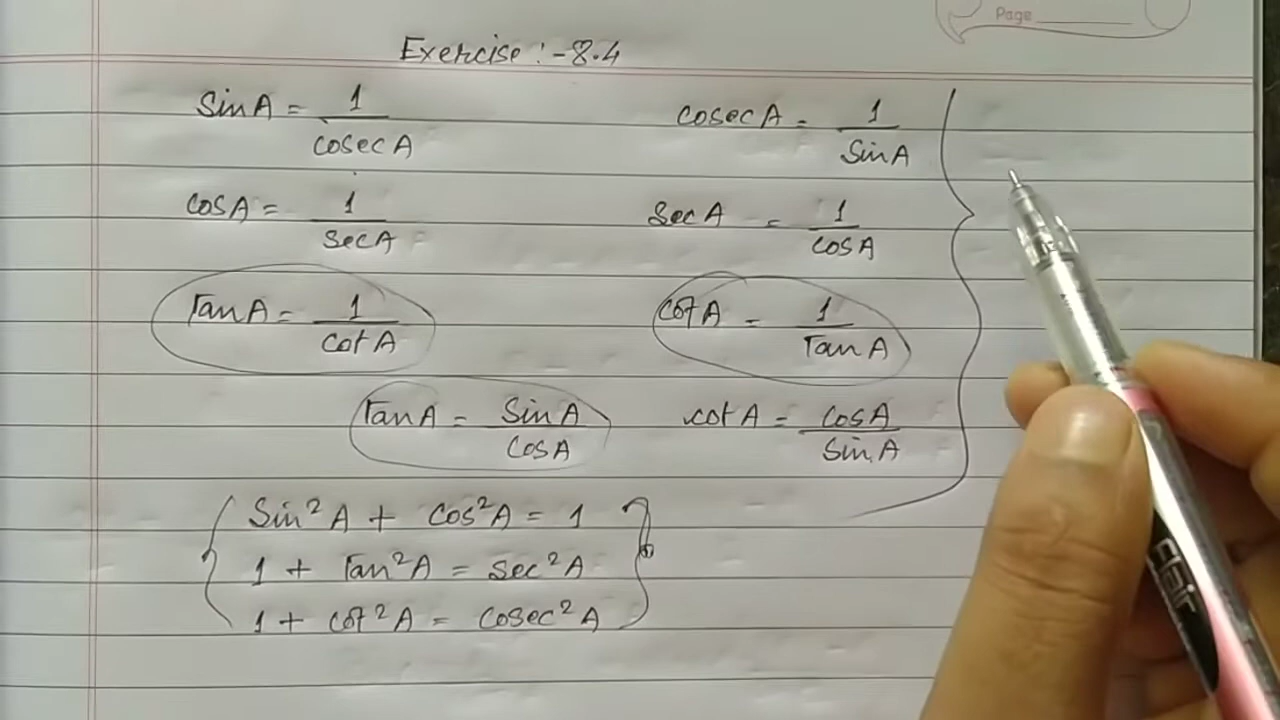 Page
Exercise :- 8.4
SinA = 1/cosecA    cosecA = 1/SinA
cosA = 1/secA    SecA = 1/cosA
TanA = 1/cotA    cotA = 1/TanA
TanA = SinA/CosA    cotA = CosA/SinA
Sin²A + cos²A = 1
1 + Tan²A = sec²A
1 + cot²A = cosec²A